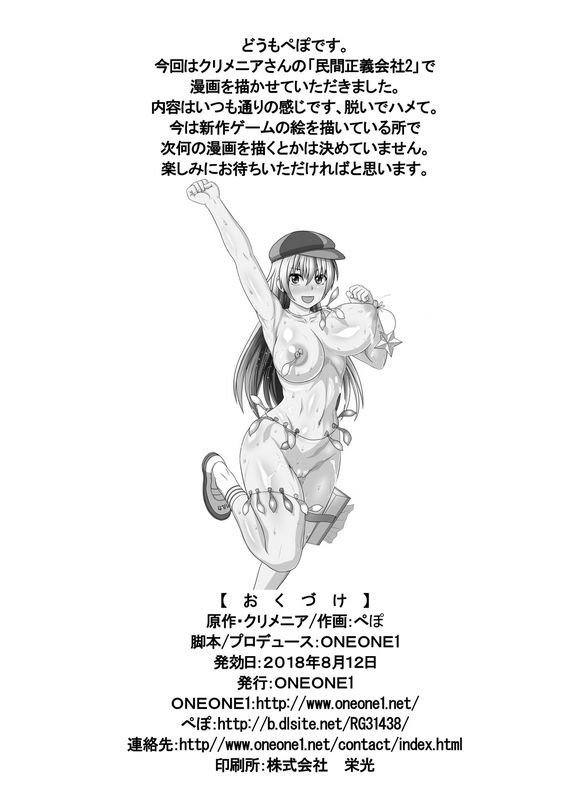 どうもぺぽです。
今回はクリメニアさんの「民間正義会社2」で
漫画を描かせていただきました。
内容はいつも通りの感じです、脱いでハメて。
今は新作ゲームの絵を描いている所で
次何の漫画を描くとかは決めていません。
楽しみにお待ちいただければと思います。
【 お く づ け 】
原作・クリメニア/作画：ぺぽ
脚本/プロデュース：ＯＮＥＯＮＥ１
発効日：２０１８年８月１２日
発行：ＯＮＥＯＮＥ１
ＯＮＥＯＮＥ１：http://www.oneone1.net/
ぺぽ：http://b.dlsite.net/RG31438/
連絡先：http//www.oneone1.net/contact/index.html
印刷所：株式会社　栄光